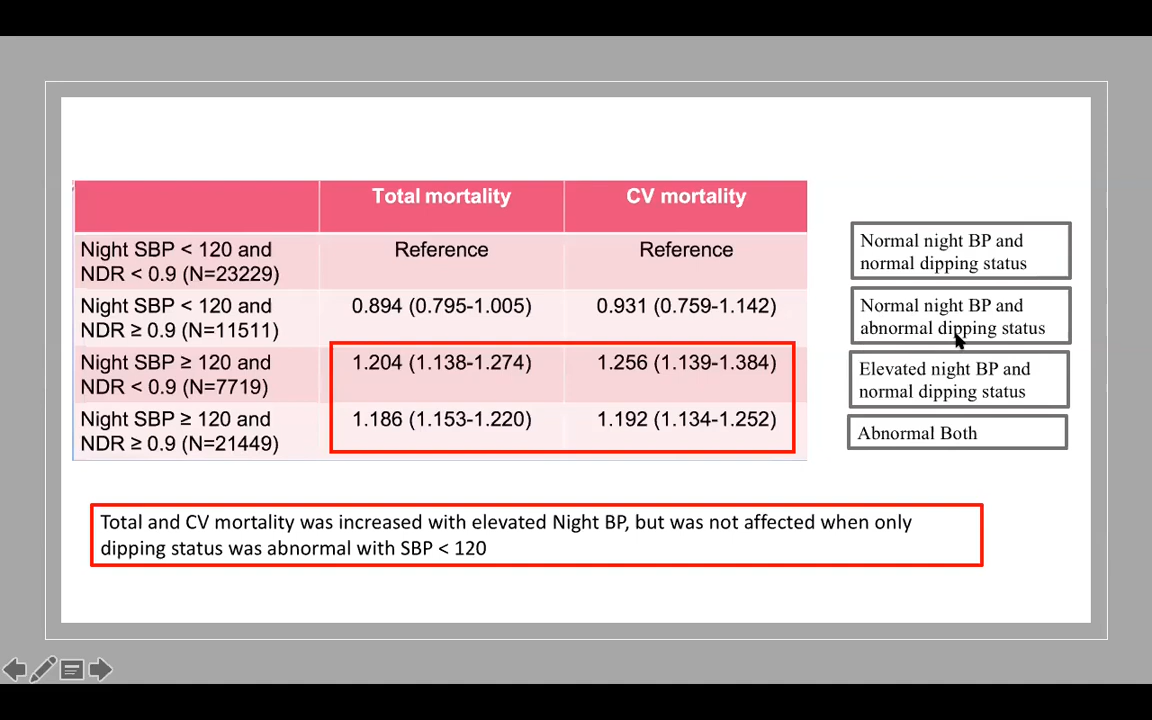 Total mortality
CV mortality
Night SBP < 120 and
NDR < 0.9 (N=23229)
Reference
Reference
Night SBP < 120 and
NDR ≥ 0.9 (N=11511)
0.894 (0.795-1.005)
0.931 (0.759-1.142)
Night SBP ≥ 120 and
NDR < 0.9 (N=7719)
1.204 (1.138-1.274)
1.256 (1.139-1.384)
Night SBP ≥ 120 and
NDR ≥ 0.9 (N=21449)
1.186 (1.153-1.220)
1.192 (1.134-1.252)
Normal night BP and
normal dipping status
Normal night BP and
abnormal dipping status
Elevated night BP and
normal dipping status
Abnormal Both
Total and CV mortality was increased with elevated Night BP, but was not affected when only
dipping status was abnormal with SBP < 120